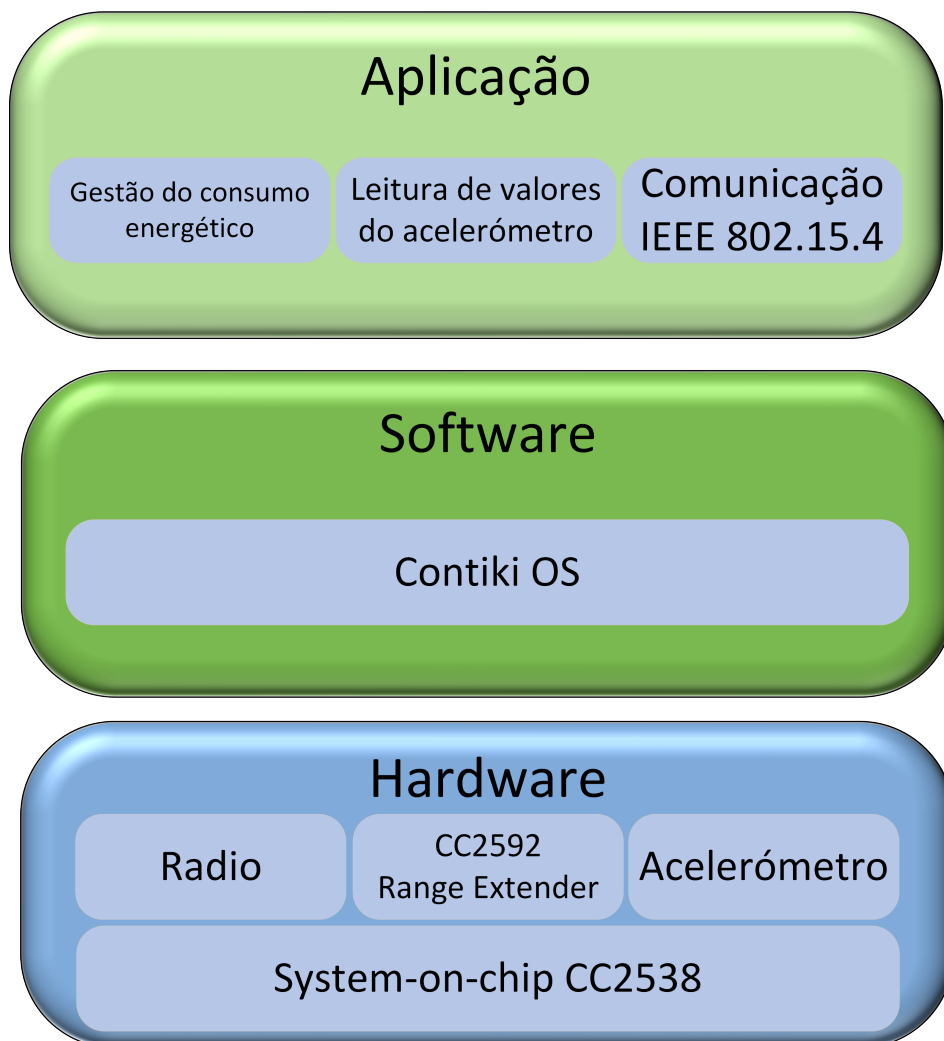 Aplicação
Gestão do consumo
energético
Leitura de valores
do acelerómetro
Comunicação
IEEE 802.15.4
Software
Contiki OS
Hardware
Radio
CC2592
Range Extender
Acelerómetro
System-on-chip CC2538